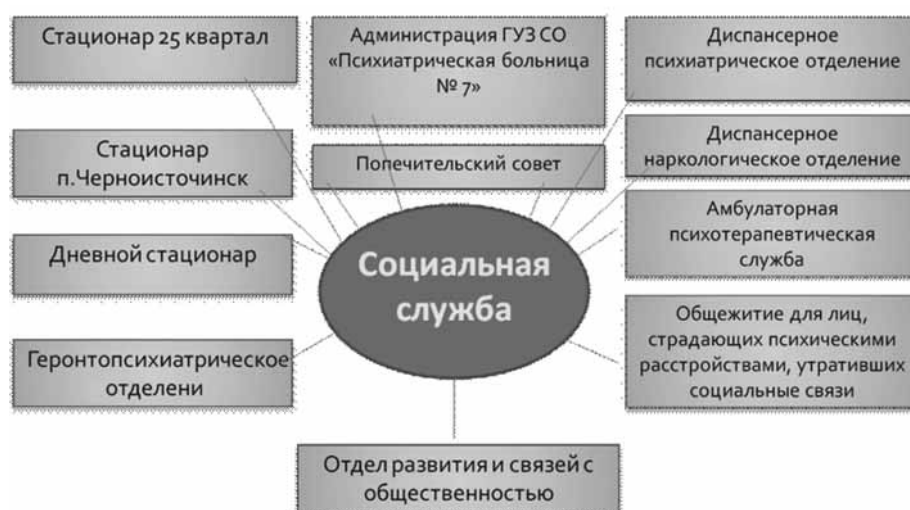 Стационар 25 квартал
Администрация ГУЗ СО
«Психиатрическая больница
№ 7»
Диспансерное
психиатрическое отделение
Стационар
п.Черноисточинск
Попечительский совет
Диспансерное
наркологическое отделение
Дневной стационар
Социальная
служба
Амбулаторная
психотерапевтическая
служба
Геронтопсихиатрическое
отделени
Общежитие для лиц,
страдающих психическими
расстройствами, утративших
социальные связи
Отдел развития и связей с
общественностью